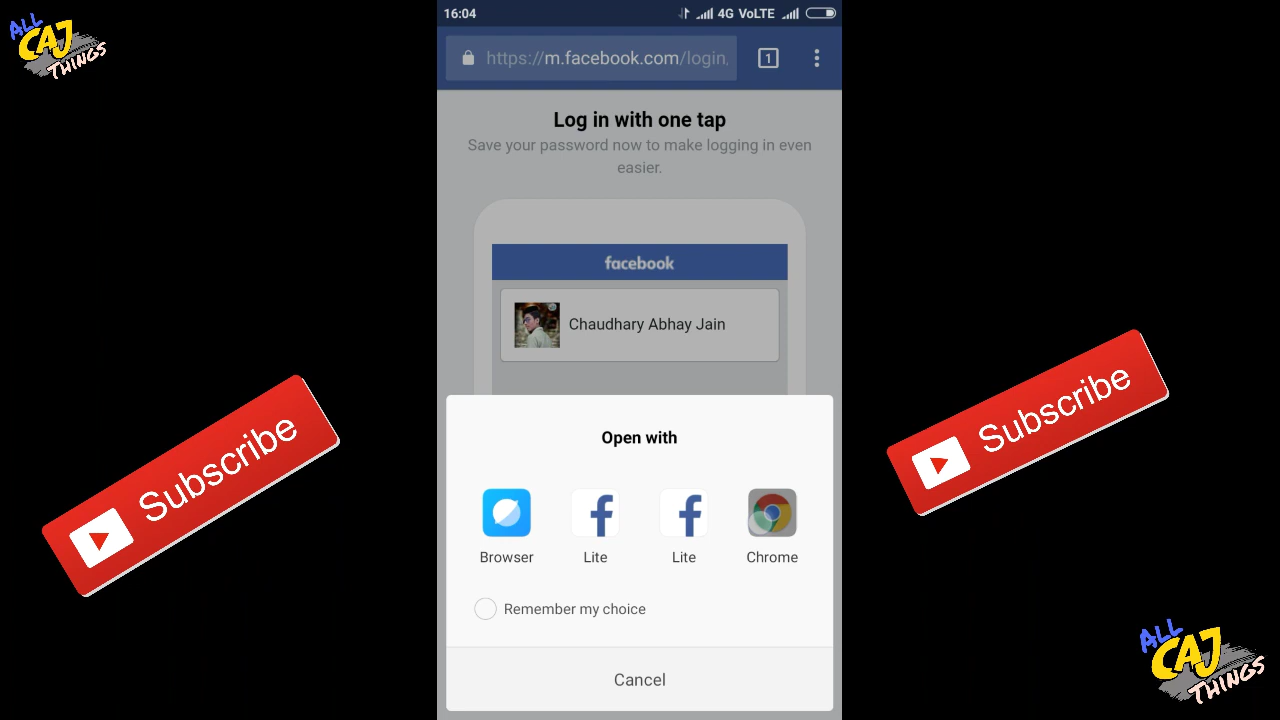 ALL
CAJ
THINGS
16:04
4G VoLTE
https://m.facebook.com/login,
1
Log in with one tap
Save your password now to make logging in even
easier.
facebook
Chaudhary Abhay Jain
Open with
Browser
Lite
Lite
Chrome
Remember my choice
Cancel
Subscribe
Subscribe
ALL
CAJ
THINGS